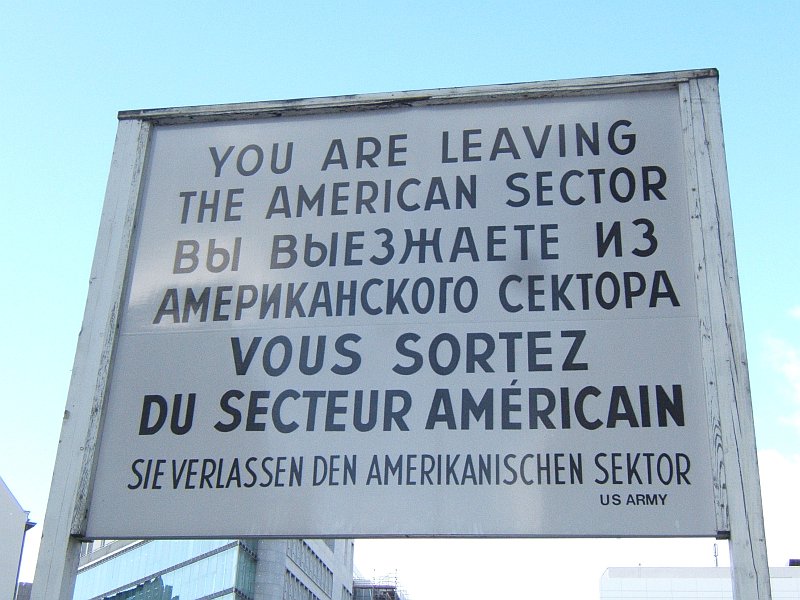 YOU ARE LEAVING
THE AMERICAN SECTOR
ВЫ ВЫЕЗЖАЕТЕ ИЗ
АМЕРИКАНСКОГО СЕКТОРА
VOUS SORTEZ
DU SECTEUR AMÉRICAIN
SIE VERLASSEN DEN AMERIKANISCHEN SEKTOR
US ARMY